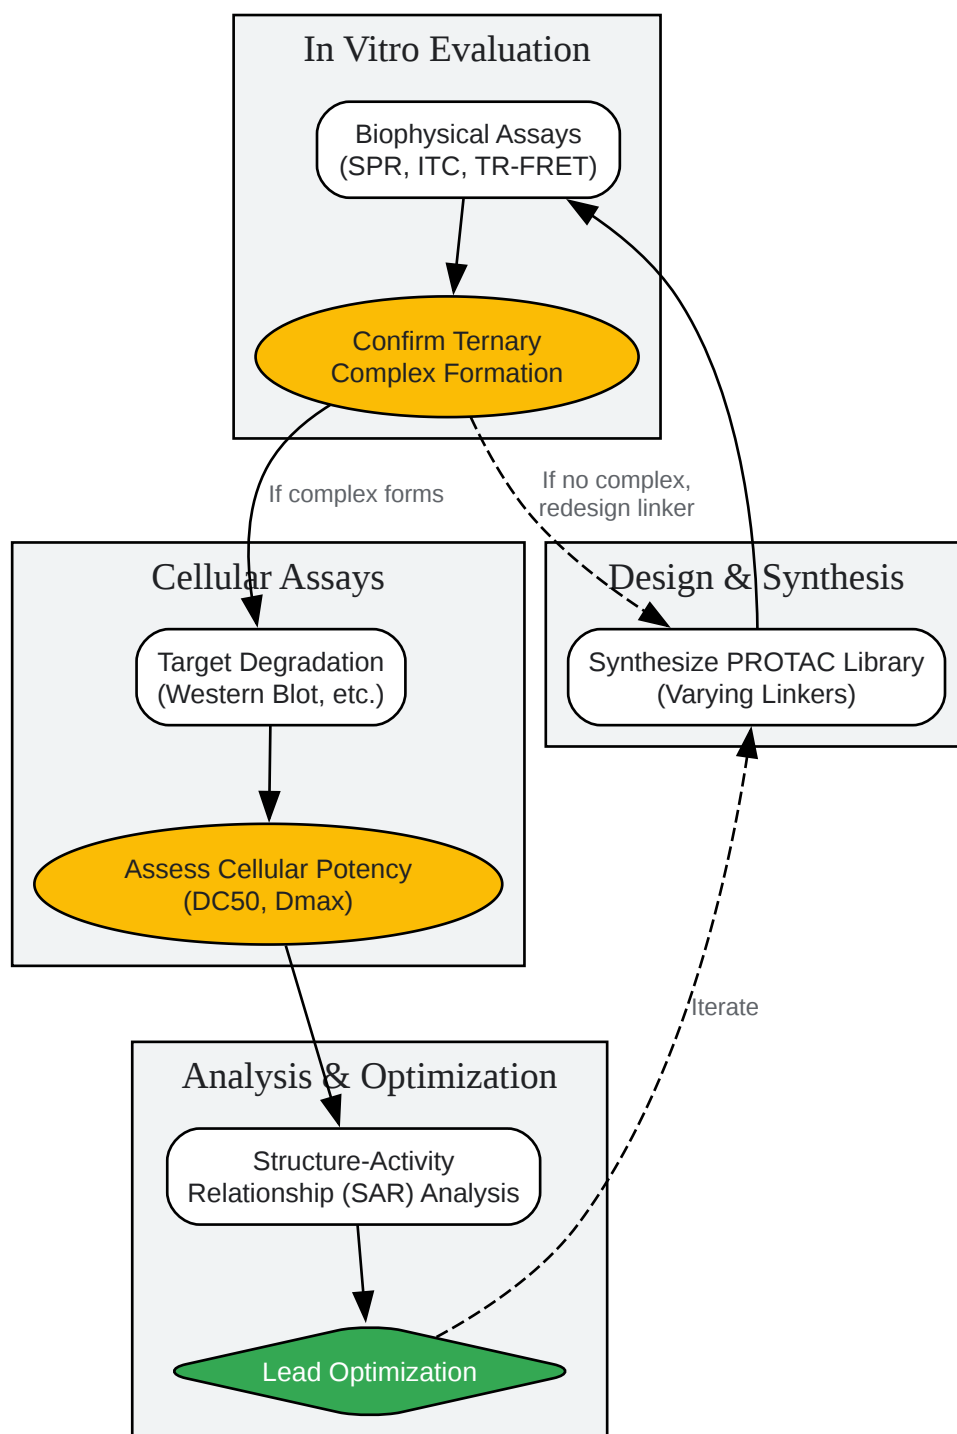 In Vitro Evaluation
Biophysical Assays
(SPR, ITC, TR-FRET)
Confirm Ternary
Complex Formation
If complex forms
If no complex,
redesign linker
Cellular Assays
Target Degradation
(Western Blot, etc.)
Assess Cellular Potency
(DC50, Dmax)
Design & Synthesis
Synthesize PROTAC Library
(Varying Linkers)
Iterate
Analysis & Optimization
Structure-Activity
Relationship (SAR) Analysis
Lead Optimization